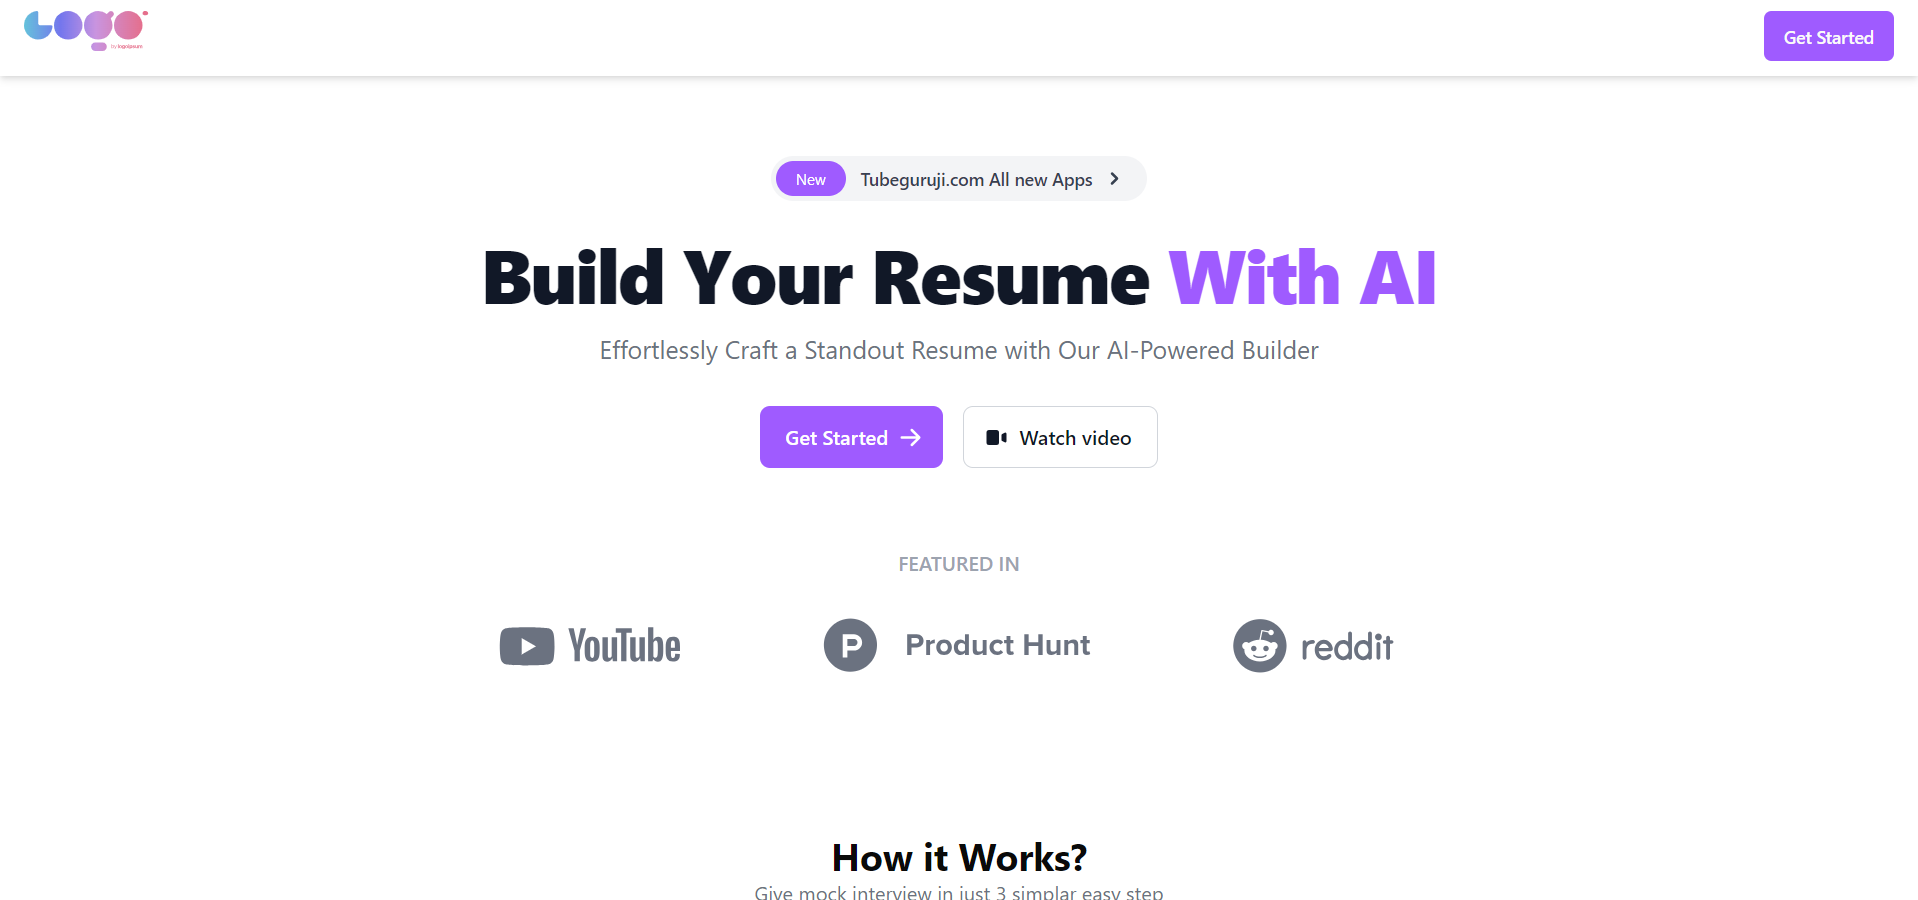 Logo
by logoipsum
Get Started
New Tubeguruji.com All new Apps
Build Your Resume With AI
Effortlessly Craft a Standout Resume with Our AI-Powered Builder
Get Started
Watch video
FEATURED IN
YouTube
P Product Hunt
reddit
How it Works?
Give mock interview in just 3 simplar easy step